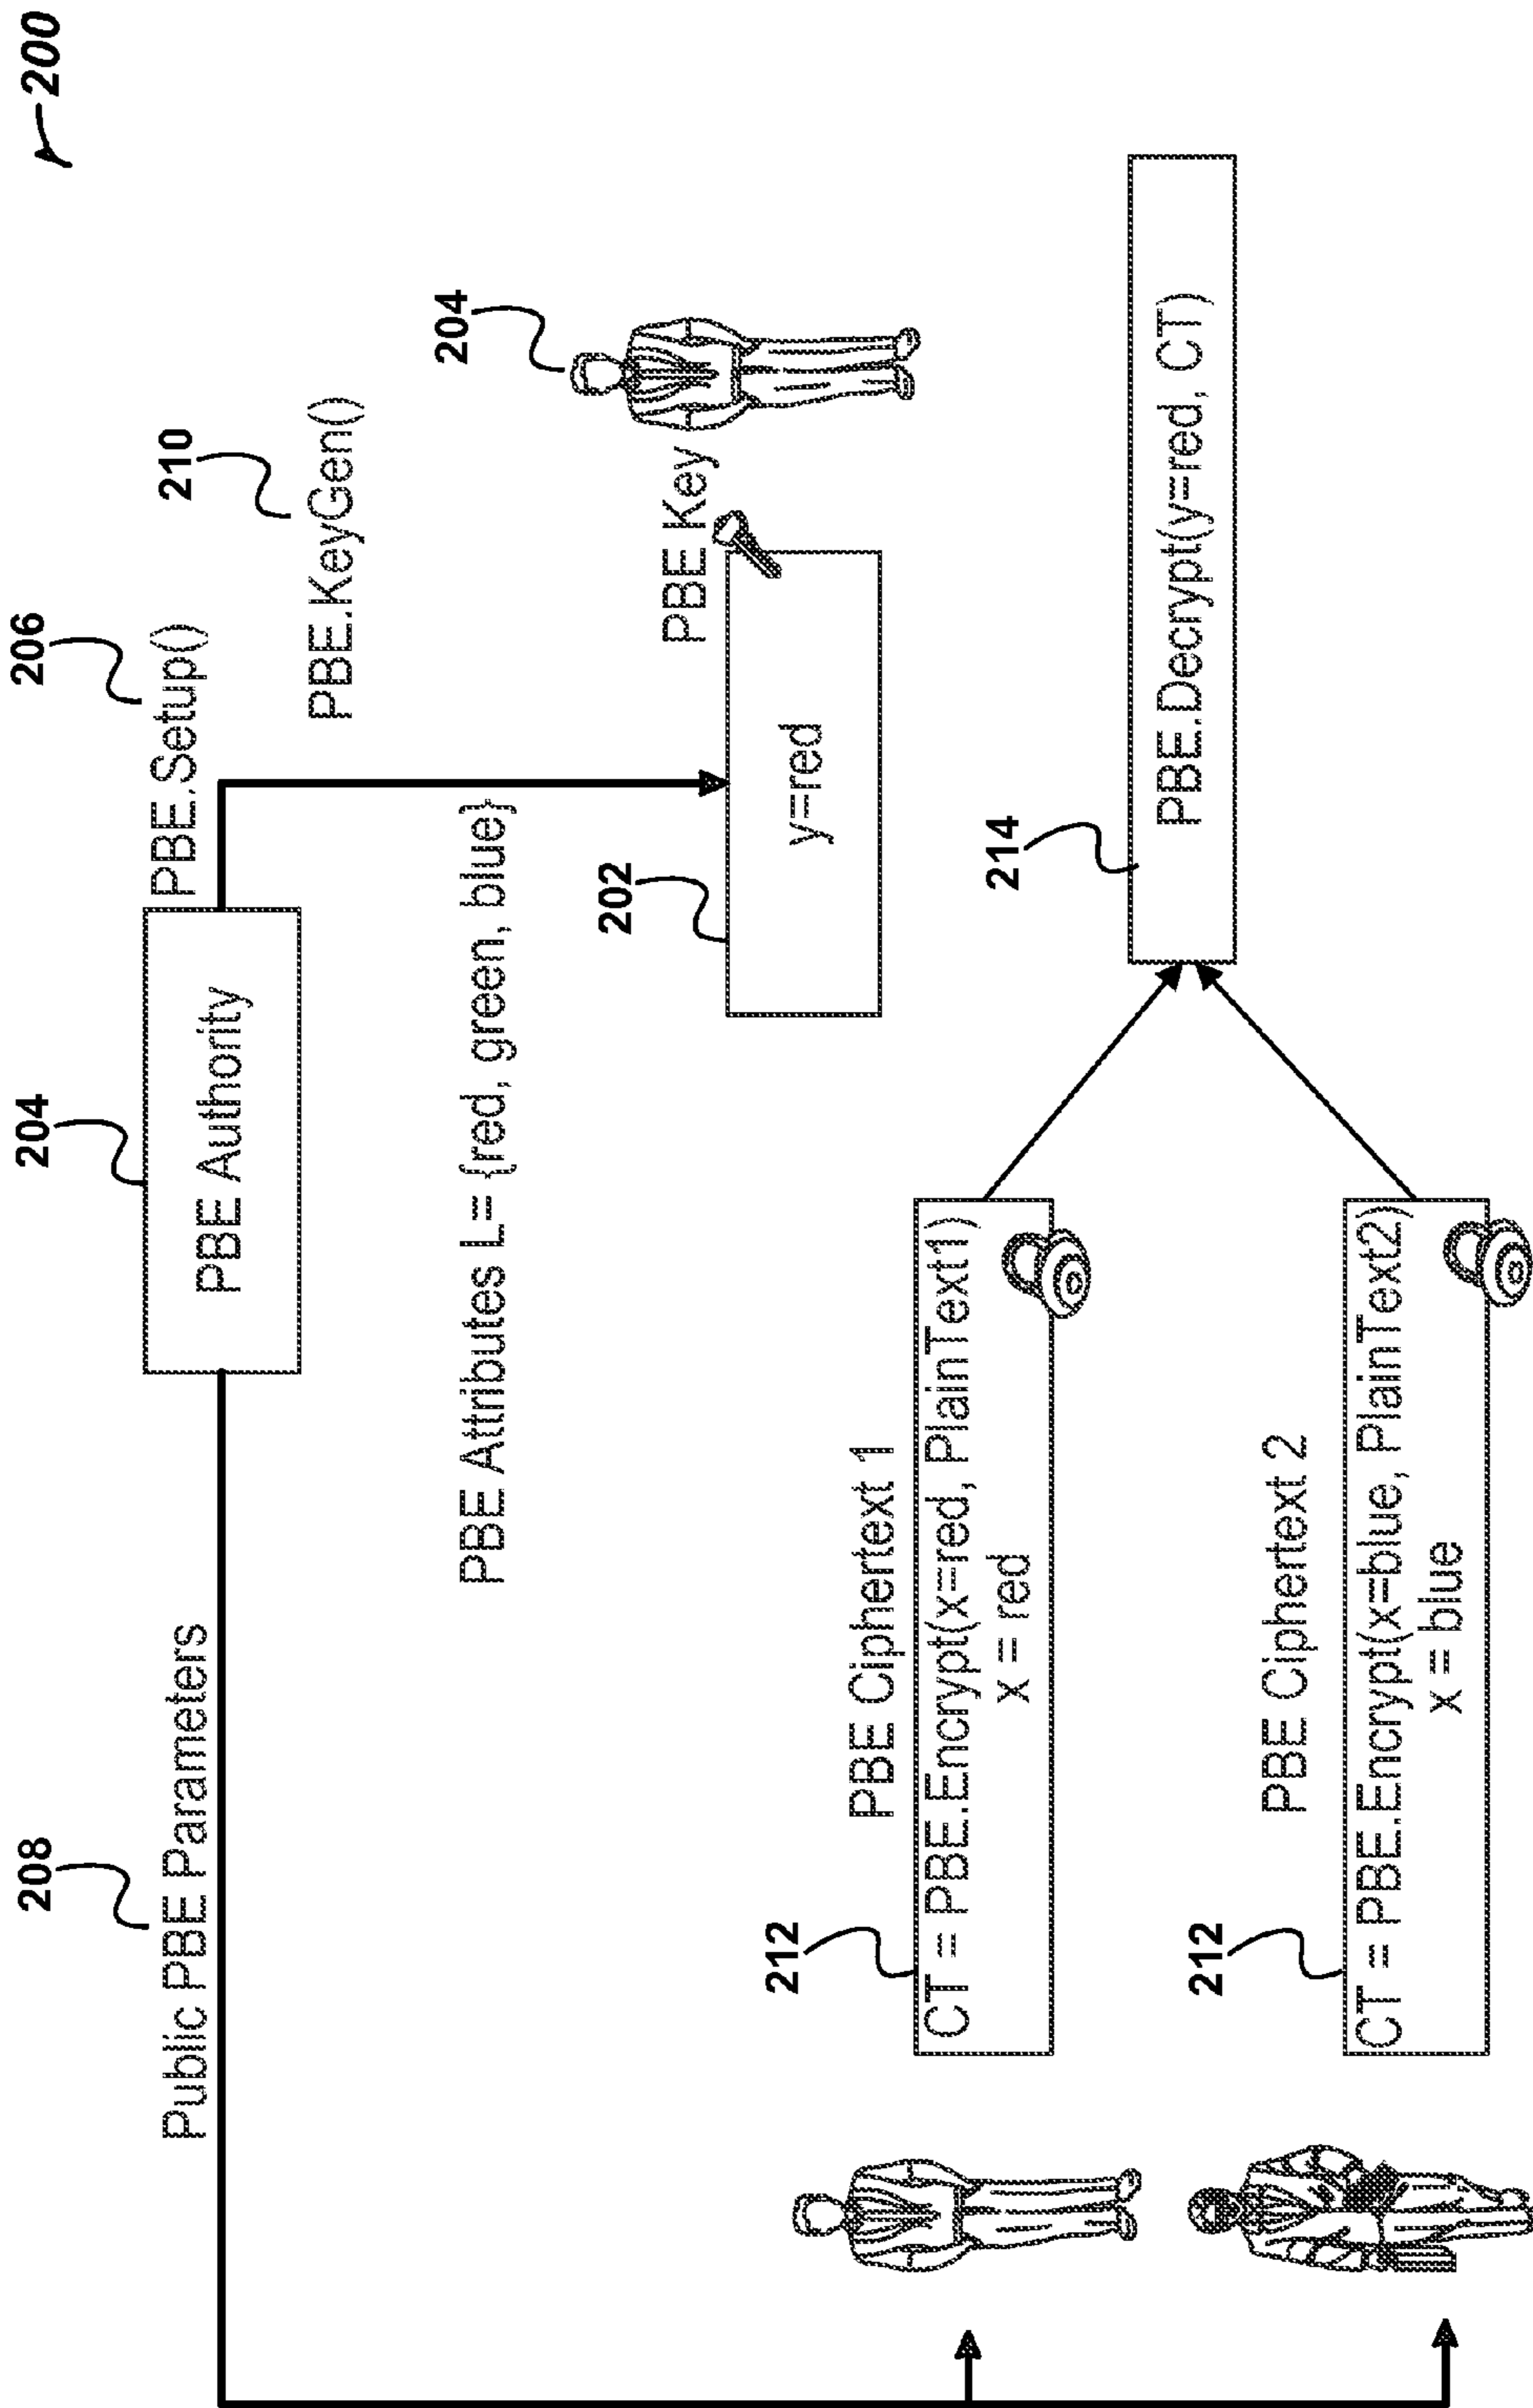 200
206
PBE.Setup()
204
PBE Authority
208
Public PBE Parameters
210
PBE.KeyGen()
PBE Attributes L= {red, green, blue}
204
PBE Key
202
y=red
PBE Ciphertext 1
212
CT = PBE.Encrypt(x=red, PlainText1)
x = red
214
PBE.Decrypt(y=red, CT)
PBE Ciphertext 2
212
CT = PBE.Encrypt(x=blue, PlainText2)
x = blue